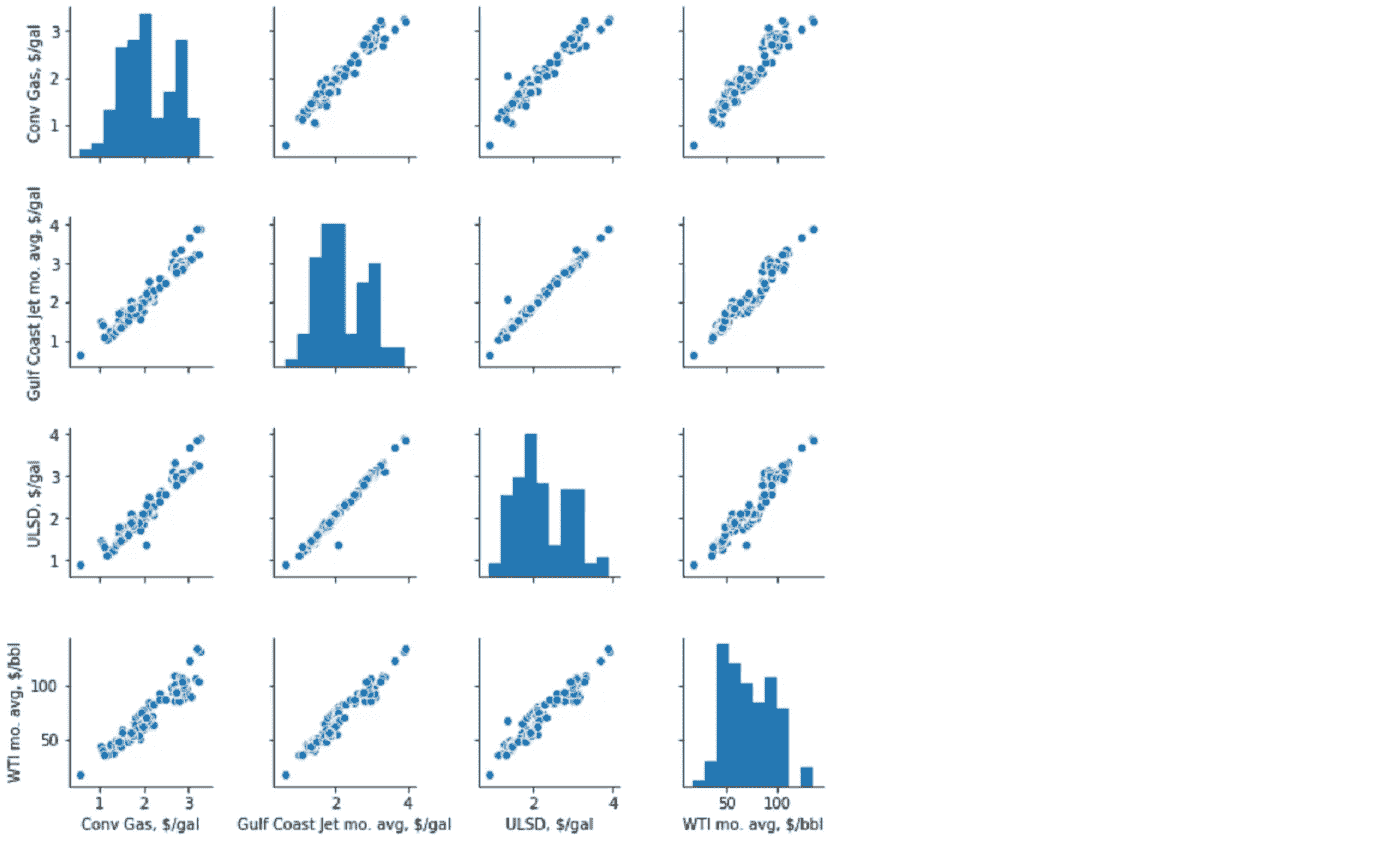 Conv Gas, $/gal
3
2
1
Gulf Coast Jet mo. avg, $/gal
4
3
2
1
ULSD, $/gal
4
3
2
1
WTI mo. avg, $/bbl
100
50
1 2 3
2 4
2 4
50 100
Conv Gas, $/gal
Gulf Coast Jet mo. avg, $/gal
ULSD, $/gal
WTI mo. avg, $/bbl